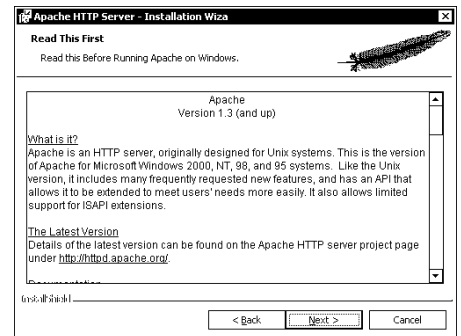 Apache HTTP Server - Installation Wiza
Read This First
Read this Before Running Apache on Windows.
Apache
Version 1.3 (and up)
What is it?
Apache is an HTTP server, originally designed for Unix systems. This is the version
of Apache for Microsoft Windows 2000, NT, 98, and 95 systems. Like the Unix
version, it includes many frequently requested new features, and has an API that
allows it to be extended to meet users' needs more easily. It also allows limited
support for ISAPI extensions.
The Latest Version
Details of the latest version can be found on the Apache HTTP server project page
under http://httpd.apache.org/.
Documentation
InstallShield
< Back
Next >
Cancel